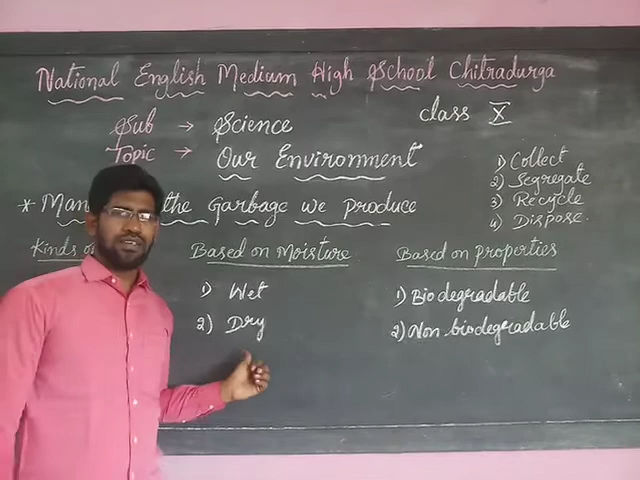 National English Medium High School Chitradurga
class X
Sub → Science
Topic → Our Environment
1) Collect
2) Segregate
3) Recycle
4) Dispose.
* Man the Garbage we produce
Kinds of
Based on Moisture
1) Wet
2) Dry
Based on properties
1) Biodegradable
2) Non biodegradable